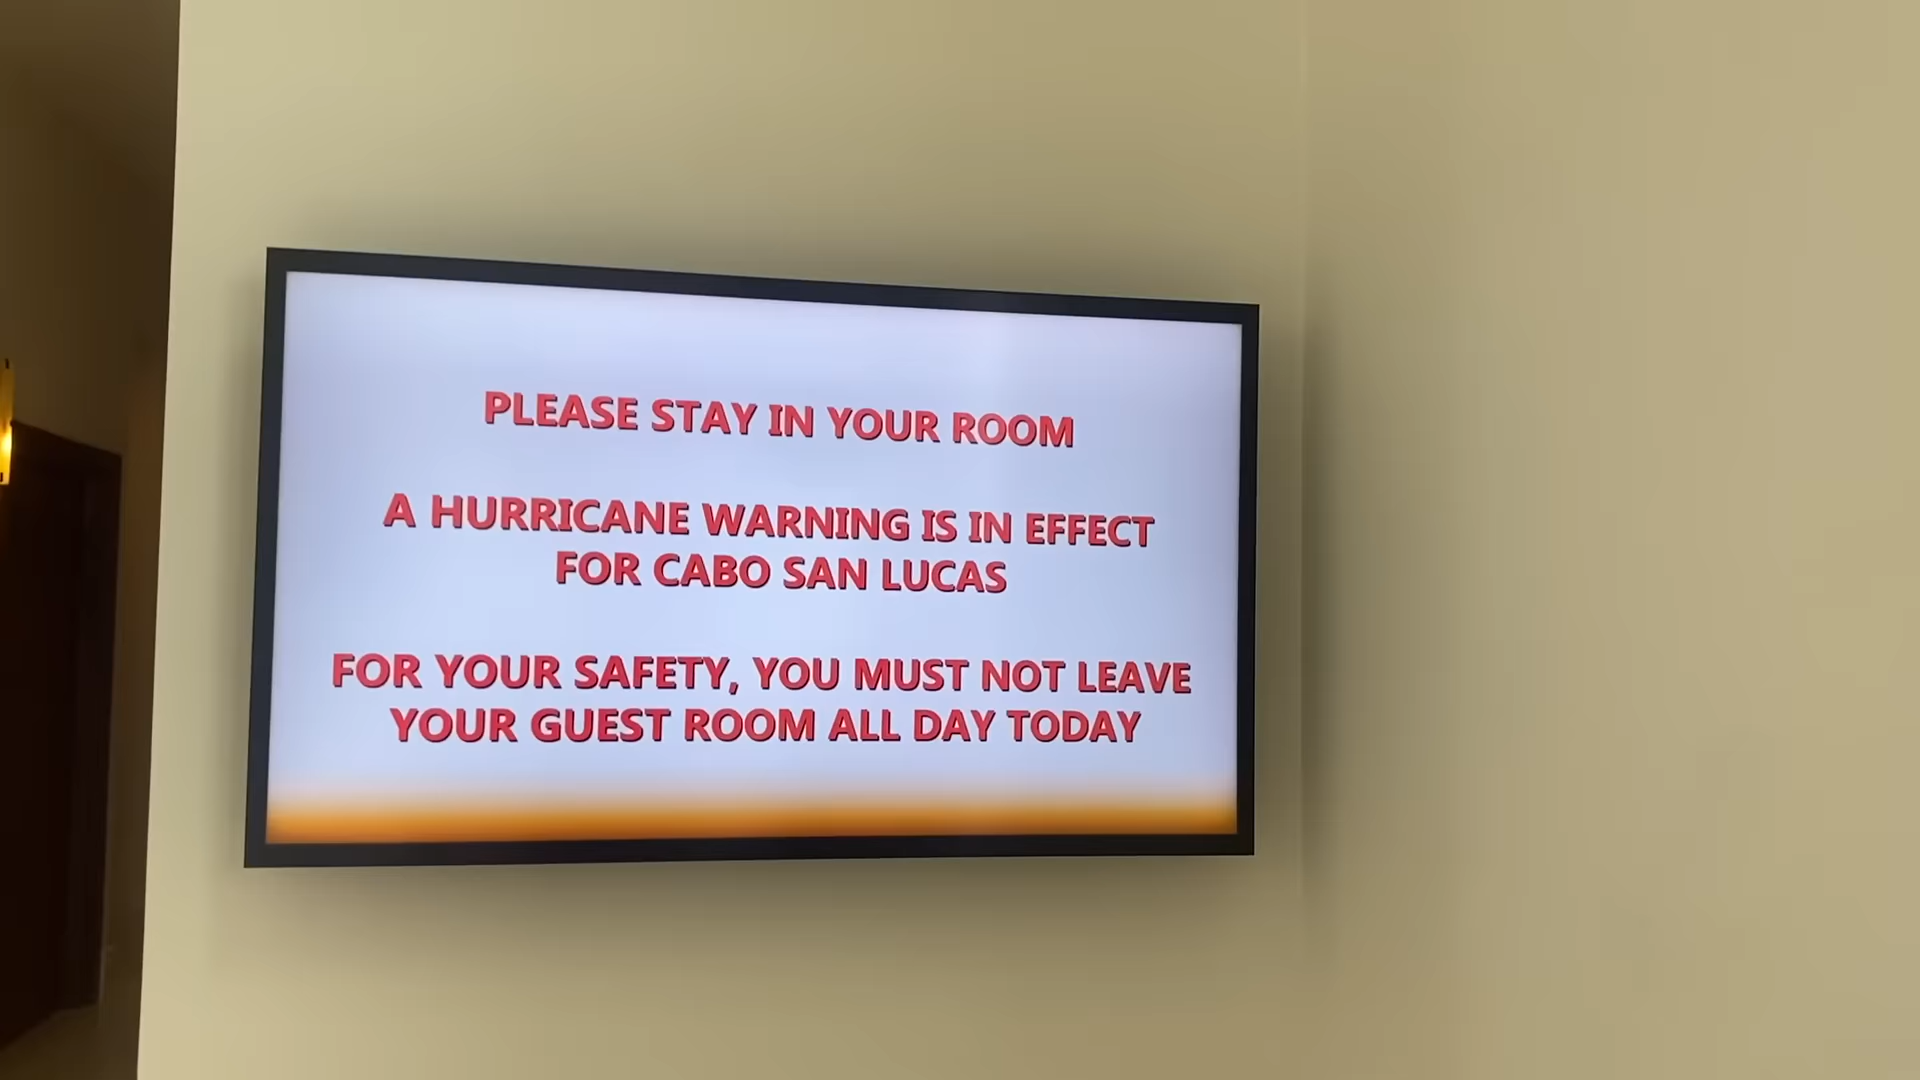 PLEASE STAY IN YOUR ROOM
A HURRICANE WARNING IS IN EFFECT
FOR CABO SAN LUCAS
FOR YOUR SAFETY, YOU MUST NOT LEAVE
YOUR GUEST ROOM ALL DAY TODAY